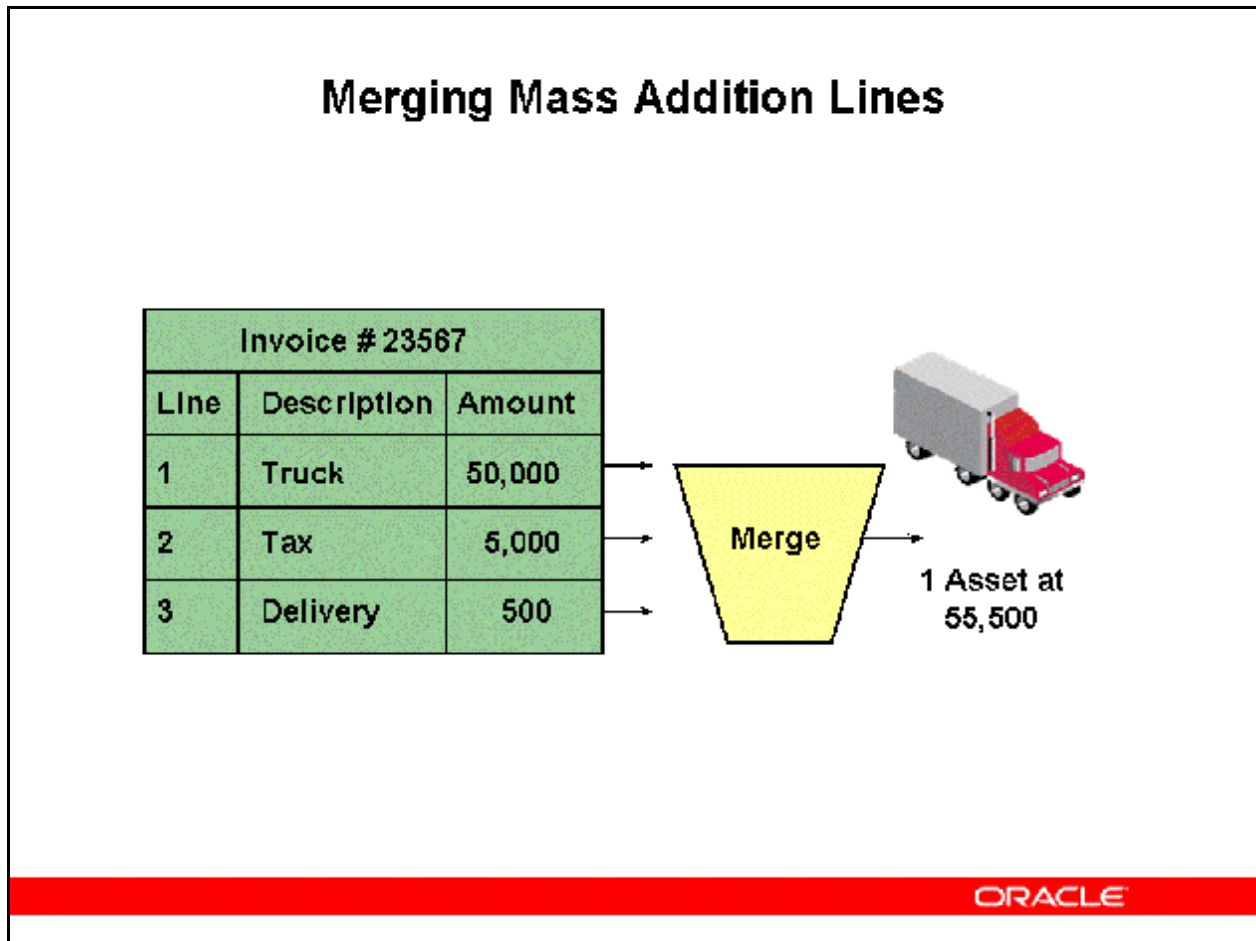 Merging Mass Addition Lines
Invoice # 23567
Line Description Amount
1 Truck 50,000
2 Tax 5,000
3 Delivery 500
Merge
1 Asset at
55,500
ORACLE